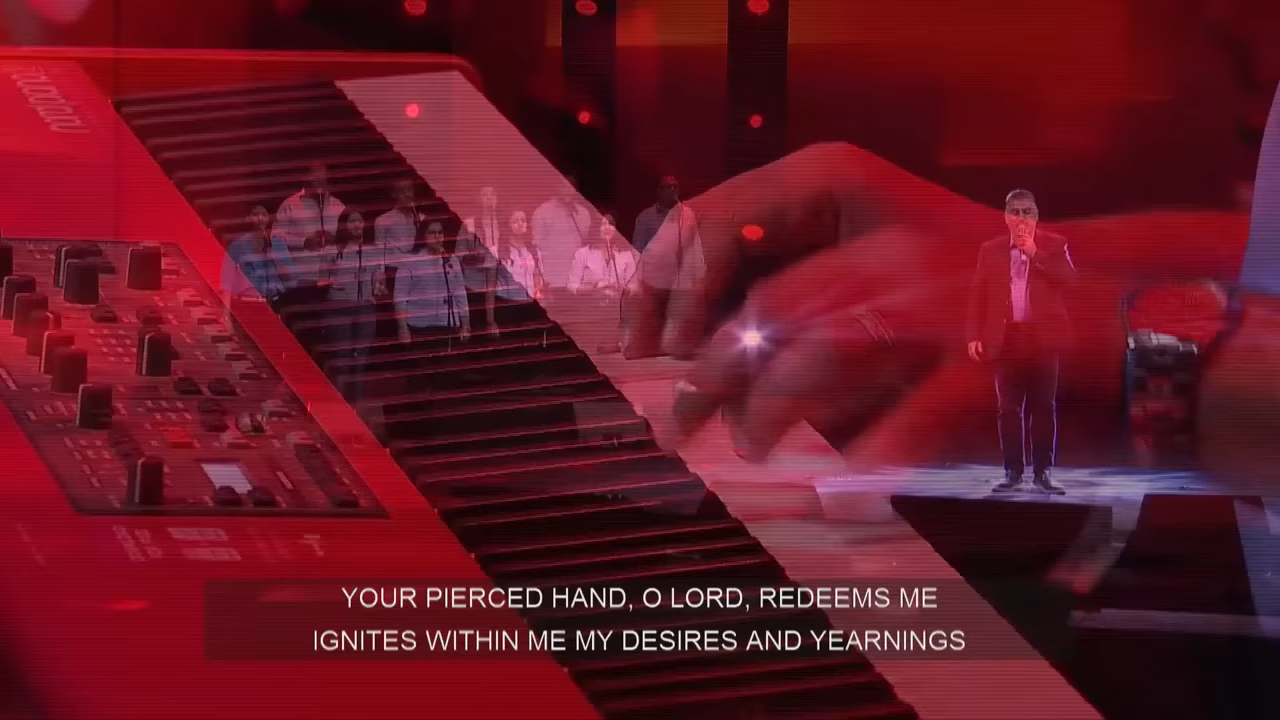 YOUR PIERCED HAND, O LORD, REDEEMS ME
IGNITES WITHIN ME MY DESIRES AND YEARNINGS